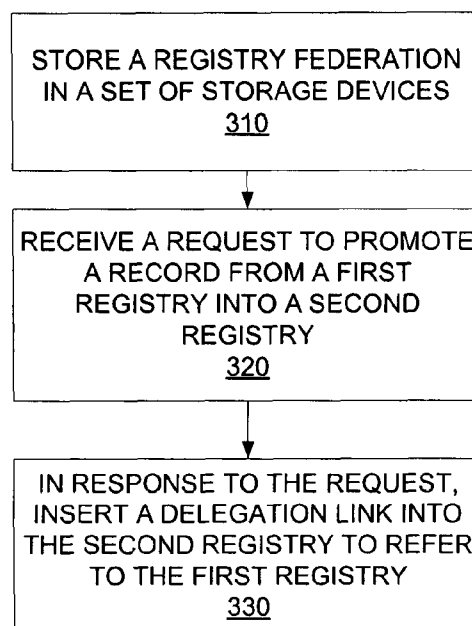 STORE A REGISTRY FEDERATION
IN A SET OF STORAGE DEVICES
310
RECEIVE A REQUEST TO PROMOTE
A RECORD FROM A FIRST
REGISTRY INTO A SECOND
REGISTRY
320
IN RESPONSE TO THE REQUEST,
INSERT A DELEGATION LINK INTO
THE SECOND REGISTRY TO REFER
TO THE FIRST REGISTRY
330